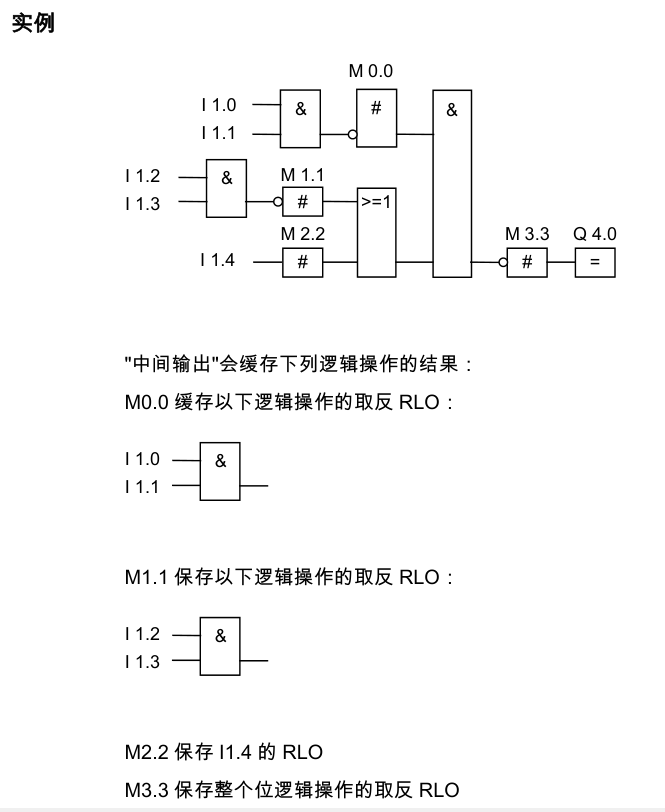 实例
M 0.0
I 1.0
&
#
&
I 1.1
I 1.2
&
M 1.1
I 1.3
#
>=1
M 2.2
M 3.3
Q 4.0
I 1.4
#
#
=
"中间输出"会缓存下列逻辑操作的结果：
M0.0 缓存以下逻辑操作的取反 RLO：
I 1.0
&
I 1.1
M1.1 保存以下逻辑操作的取反 RLO：
I 1.2
&
I 1.3
M2.2 保存 I1.4 的 RLO
M3.3 保存整个位逻辑操作的取反 RLO